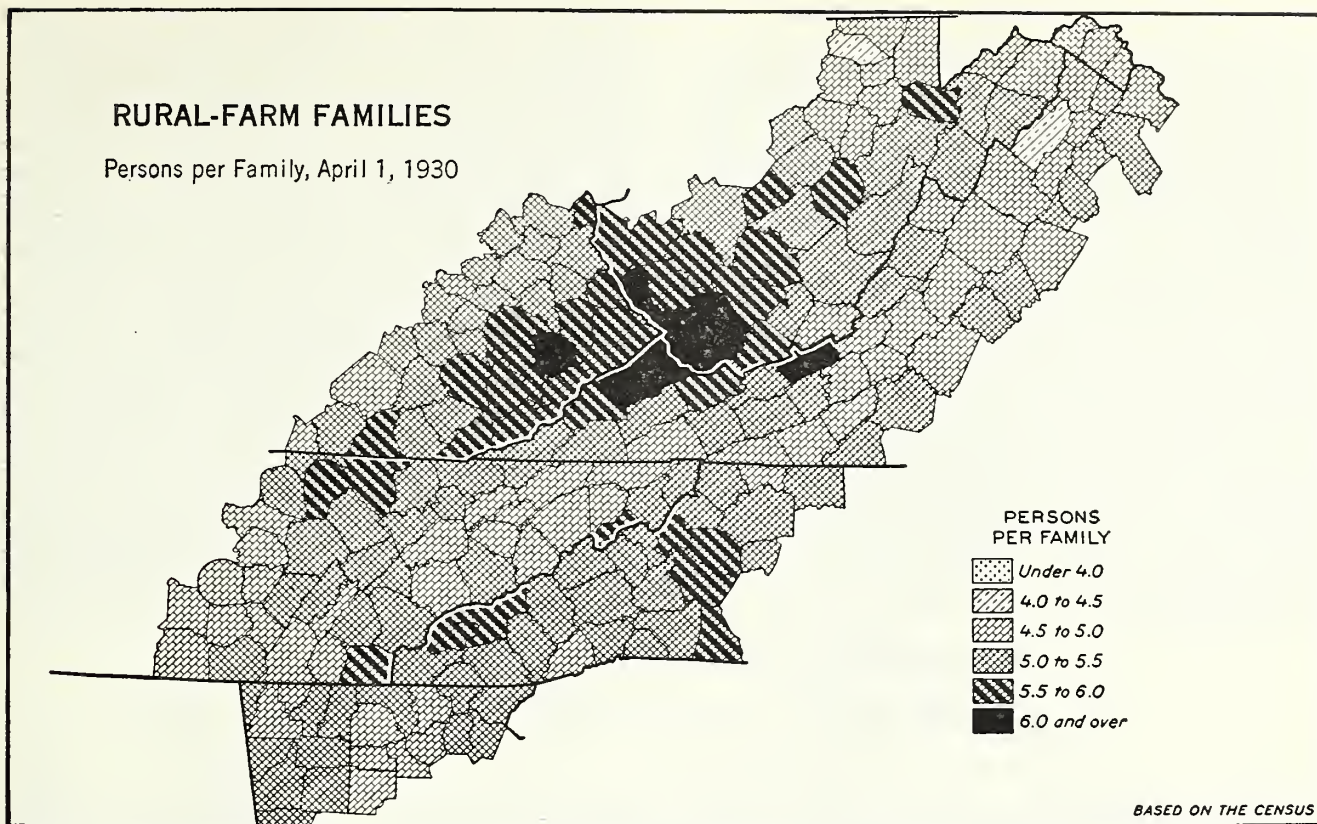 RURAL-FARM FAMILIES
Persons per Family, April 1, 1930
PERSONS
PER FAMILY
Under 4.0
4.0 to 4.5
4.5 to 5.0
5.0 to 5.5
5.5 to 6.0
6.0 and over
BASED ON THE CENSUS